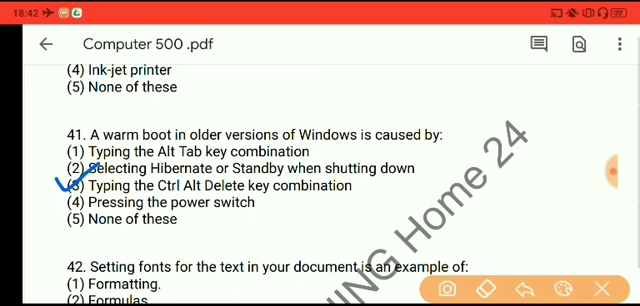 18:42
77
Computer 500 .pdf
(4) Ink-jet printer
(5) None of these
41. A warm boot in older versions of Windows is caused by:
(1) Typing the Alt Tab key combination
(2) Selecting Hibernate or Standby when shutting down
(3) Typing the Ctrl Alt Delete key combination
(4) Pressing the power switch
(5) None of these
42. Setting fonts for the text in your document is an example of:
(1) Formatting.
(2) Formulas
Home 24